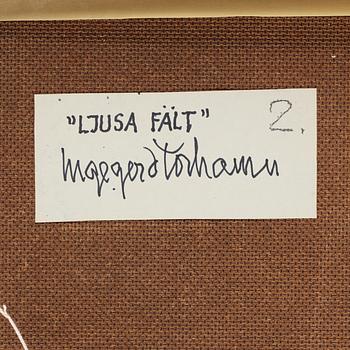 "LJUSA FÄLT" 2.
Ingegerd Torhamn